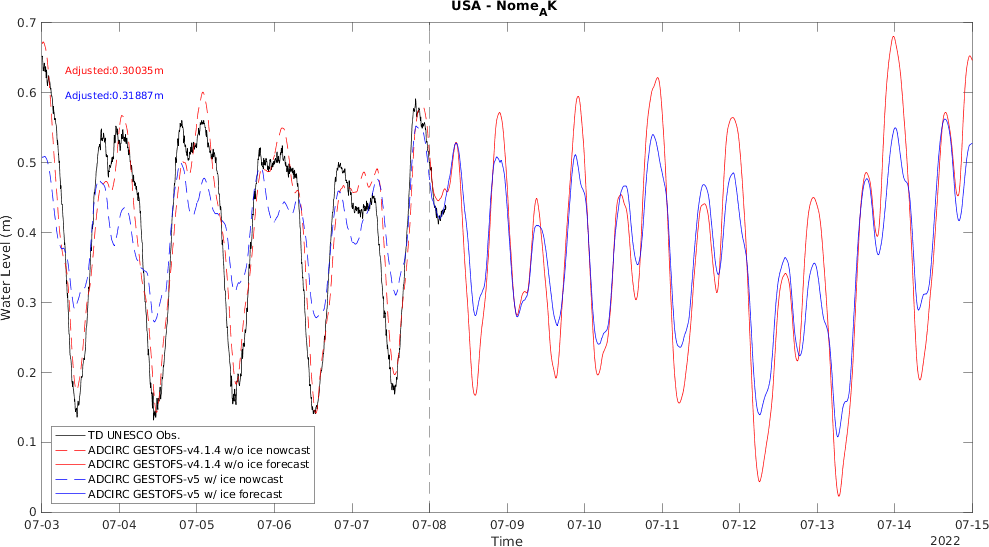 USA - Nome_AK
Adjusted:0.30035m
Adjusted:0.31887m
Water Level (m)
0.7
0.6
0.5
0.4
0.3
0.2
0.1
0
TD UNESCO Obs.
ADCIRC GESTOFS-v4.1.4 w/o ice nowcast
ADCIRC GESTOFS-v4.1.4 w/o ice forecast
ADCIRC GESTOFS-v5 w/ ice nowcast
ADCIRC GESTOFS-v5 w/ ice forecast
07-03 07-04 07-05 07-06 07-07 07-08 07-09 07-10 07-11 07-12 07-13 07-14 07-15
Time
2022